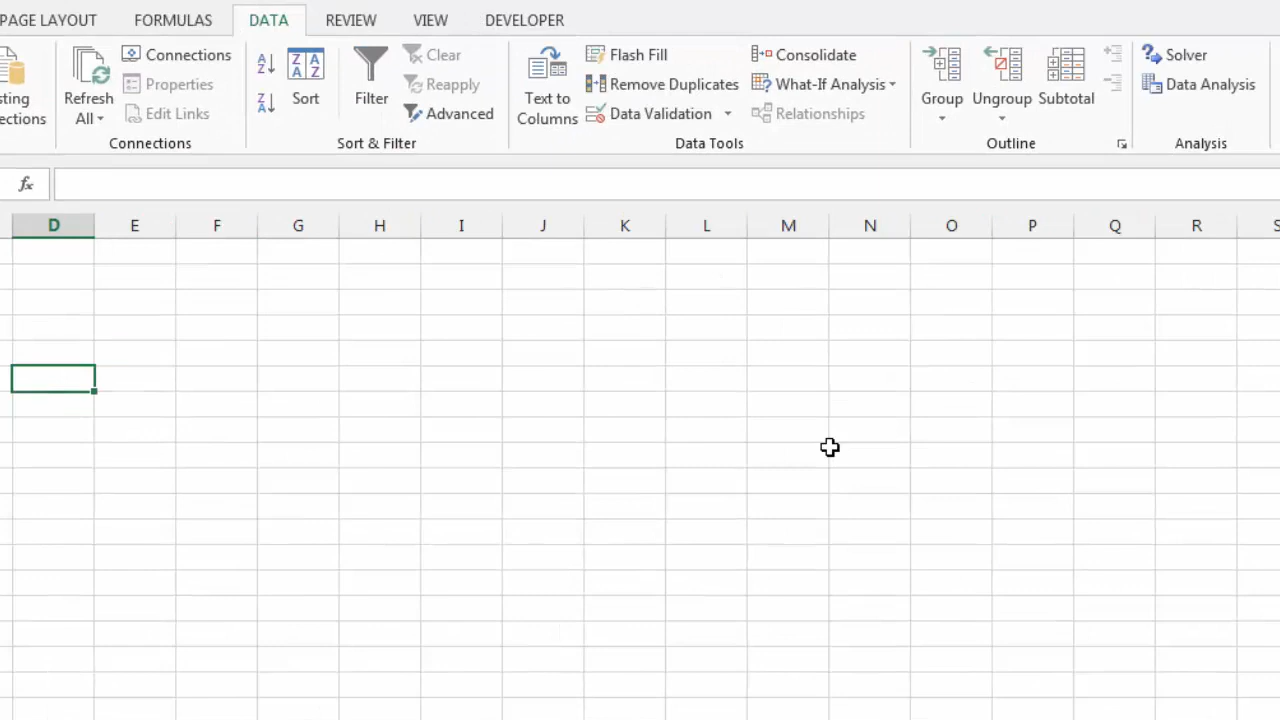 PAGE LAYOUT FORMULAS DATA REVIEW VIEW DEVELOPER
sting
ections
Refresh
All
Connections
Properties
Edit Links
Connections
A
Z
Z
A
Z A
A Z
Sort
Filter
Clear
Reapply
Advanced
Sort & Filter
Text to
Columns
Flash Fill
Remove Duplicates
Data Validation
Consolidate
What-If Analysis
Relationships
Data Tools
Group
Ungroup
Subtotal
Outline
Solver
Data Analysis
Analysis
fx
D E F G H I J K L M N O P Q R S